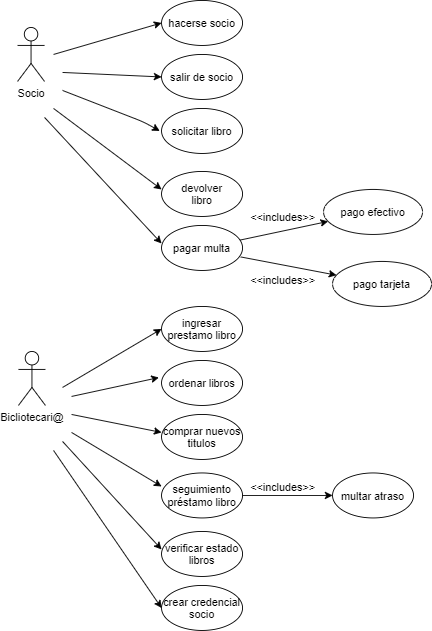 hacerse socio
salir de socio
Socio
solicitar libro
devolver
libro
<<includes>>
pago efectivo
pagar multa
<<includes>>
pago tarjeta
ingresar
prestamo libro
ordenar libros
Bicliotecari@
comprar nuevos
titulos
seguimiento
préstamo libro
<<includes>>
multar atraso
verificar estado
libros
crear credencial
socio